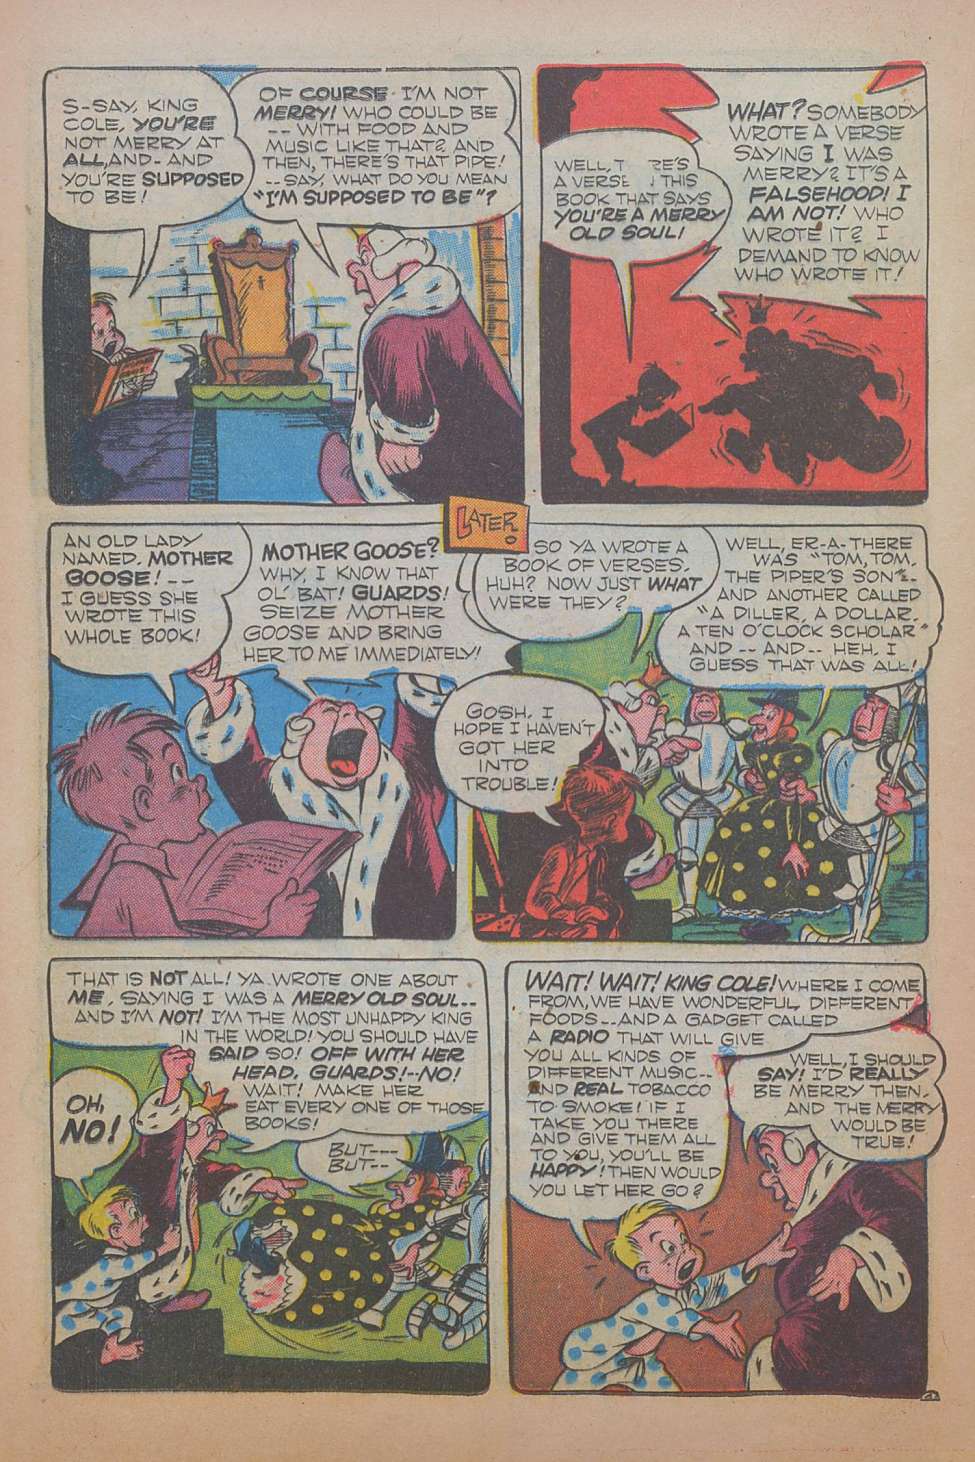 S-SAY, KING
COLE, YOU'RE
NOT MERRY AT
ALL, AND- AND
YOU'RE SUPPOSED
TO BE!
OF COURSE I'M NOT
MERRY! WHO COULD BE
-- WITH FOOD AND
MUSIC LIKE THAT? AND
THEN, THERE'S THAT PIPE!
--SAY, WHAT DO YOU MEAN
"I'M SUPPOSED TO BE"?
WELL,
A VERSE THIS
BOOK THAT SAYS
YOU'RE A MERRY
OLD SOUL!
WHAT? SOMEBODY
WROTE A VERSE
SAYING I WAS
MERRY? IT'S A
FALSEHOOD! I
AM NOT! WHO
WROTE IT? I
DEMAND TO KNOW
WHO WROTE IT!
AN OLD LADY
NAMED, MOTHER
GOOSE! --
I GUESS SHE
WROTE THIS
WHOLE BOOK!
MOTHER GOOSE?
WHY, I KNOW THAT
OL' BAT! GUARDS!
SEIZE MOTHER
GOOSE AND BRING
HER TO ME IMMEDIATELY!
LATER
SO YA WROTE A
BOOK OF VERSES,
HUH? NOW JUST WHAT
WERE THEY?
WELL, ER-A-THERE
WAS "TOM, TOM,
THE PIPER'S SON"--
AND ANOTHER CALLED
"A DILLER, A DOLLAR,
A TEN O'CLOCK SCHOLAR"
AND -- AND-- HEH, I
GUESS THAT WAS ALL!
GOSH, I
HOPE I HAVEN'T
GOT HER
INTO
TROUBLE!
THAT IS NOT ALL! YA WROTE ONE ABOUT
ME, SAYING I WAS A MERRY OLD SOUL--
AND I'M NOT! I'M THE MOST UNHAPPY KING
IN THE WORLD! YOU SHOULD HAVE
SAID SO! OFF WITH HER
HEAD, GUARDS!--NO!
WAIT! MAKE HER
EAT EVERY ONE OF THOSE
BOOKS!
OH,
NO!
BUT---
BUT--
WAIT! WAIT! KING COLE! WHERE I COME
FROM, WE HAVE WONDERFUL, DIFFERENT
FOODS -- AND A GADGET CALLED
A RADIO THAT WILL GIVE
YOU ALL KINDS OF
DIFFERENT MUSIC--
AND REAL TOBACCO
TO SMOKE! IF I
TAKE YOU THERE
AND GIVE THEM ALL
TO YOU, YOU'LL BE
HAPPY! THEN WOULD
YOU LET HER GO?
WELL, I SHOULD
SAY! I'D REALLY
BE MERRY THEN,
AND THE MERRY
WOULD BE
TRUE!